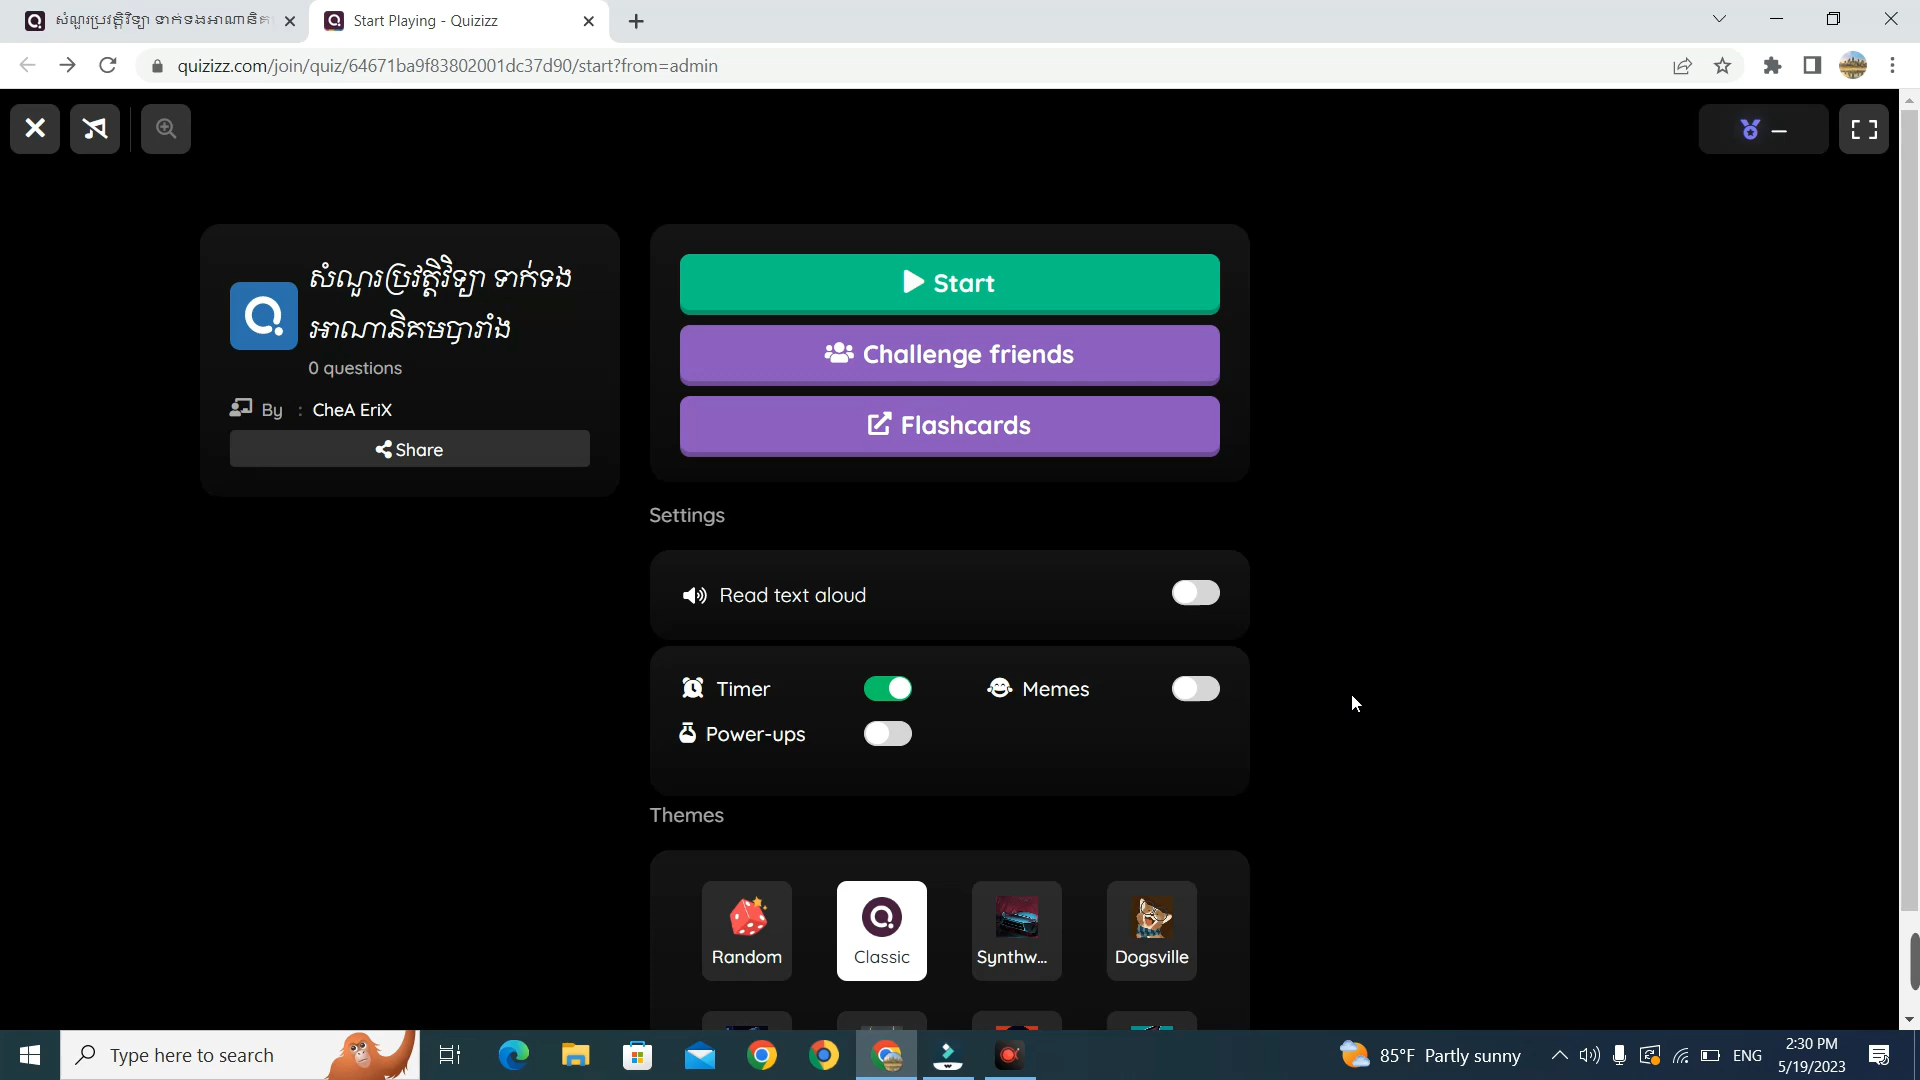 សំណួរប្រវត្តិវិទ្យា ទាក់ទងអាណានិគម
Start Playing - Quizizz
quizizz.com/join/quiz/64671ba9f83802001dc37d90/start?from=admin
សំណួរប្រវត្តិវិទ្យា ទាក់ទង
អាណានិគមបារាំង
0 questions
By : CheA EriX
Share
Start
Challenge friends
Flashcards
Settings
Read text aloud
Timer
Memes
Power-ups
Themes
Random
Classic
Synthw...
Dogsville
Type here to search
85°F Partly sunny
ENG
2:30 PM
5/19/2023